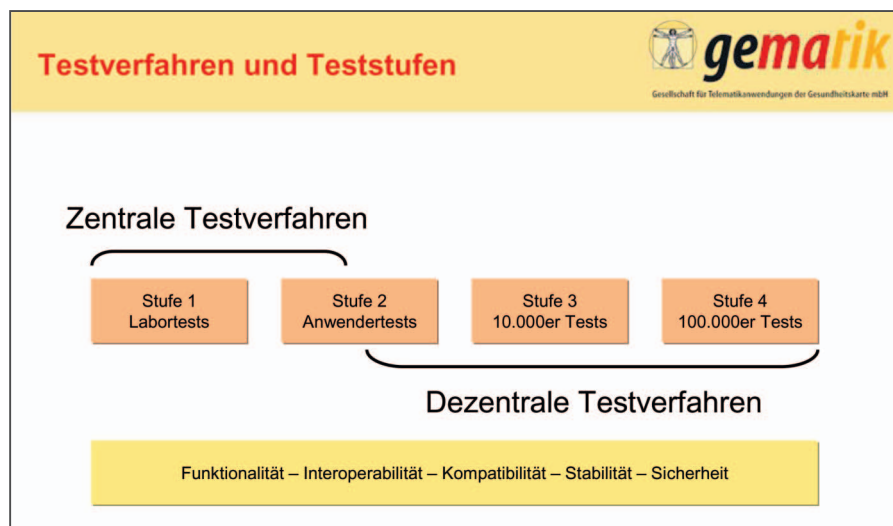 Testverfahren und Teststufen
gematik
Gesellschaft für Telematikanwendungen der Gesundheitskarte mbH
Zentrale Testverfahren
Stufe 1
Labortests
Stufe 2
Anwendertests
Stufe 3
10.000er Tests
Stufe 4
100.000er Tests
Dezentrale Testverfahren
Funktionalität – Interoperabilität – Kompatibilität – Stabilität – Sicherheit